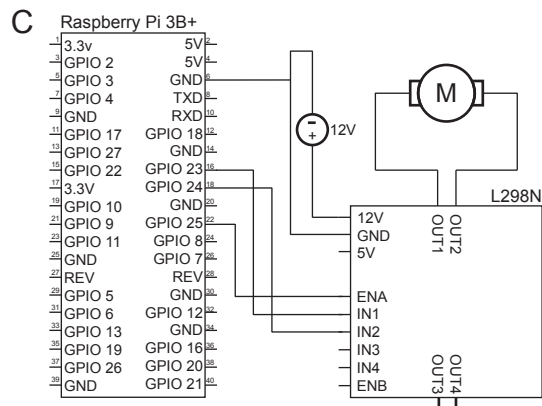 C
Raspberry Pi 3B+
1 3.3v 5V 2
3 GPIO 2 5V 4
5 GPIO 3 GND 6
7 GPIO 4 TXD 8
9 GND RXD 10
11 GPIO 17 GPIO 18 12
13 GPIO 27 GND 14
15 GPIO 22 GPIO 23 16
17 3.3V GPIO 24 18
19 GPIO 10 GND 20
21 GPIO 9 GPIO 25 22
23 GPIO 11 GPIO 8 24
25 GND GPIO 7 26
27 REV REV 28
29 GPIO 5 GND 30
31 GPIO 6 GPIO 12 32
33 GPIO 13 GND 34
35 GPIO 19 GPIO 16 36
37 GPIO 26 GPIO 20 38
39 GND GPIO 21 40
-
+
12V
M
L298N
12V
GND
5V
OUT1
OUT2
ENA
IN1
IN2
IN3
IN4
ENB
OUT3
OUT4